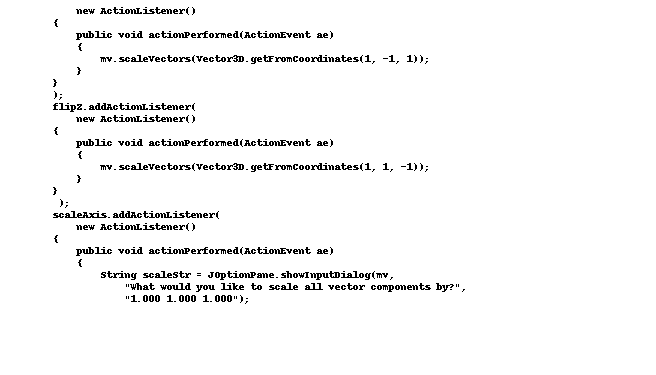 new ActionListener()
{
public void actionPerformed(ActionEvent ae)
{
mv.scaleVectors(Vector3D.getFromCoordinates(1, -1, 1));
}
}
);
flipZ.addActionListener(
new ActionListener()
{
public void actionPerformed(ActionEvent ae)
{
mv.scaleVectors(Vector3D.getFromCoordinates(1, 1, -1));
}
}
);
scaleAxis.addActionListener(
new ActionListener()
{
public void actionPerformed(ActionEvent ae)
{
String scaleStr = JOptionPane.showInputDialog(mv,
"What would you like to scale all vector components by?",
"1.000 1.000 1.000");